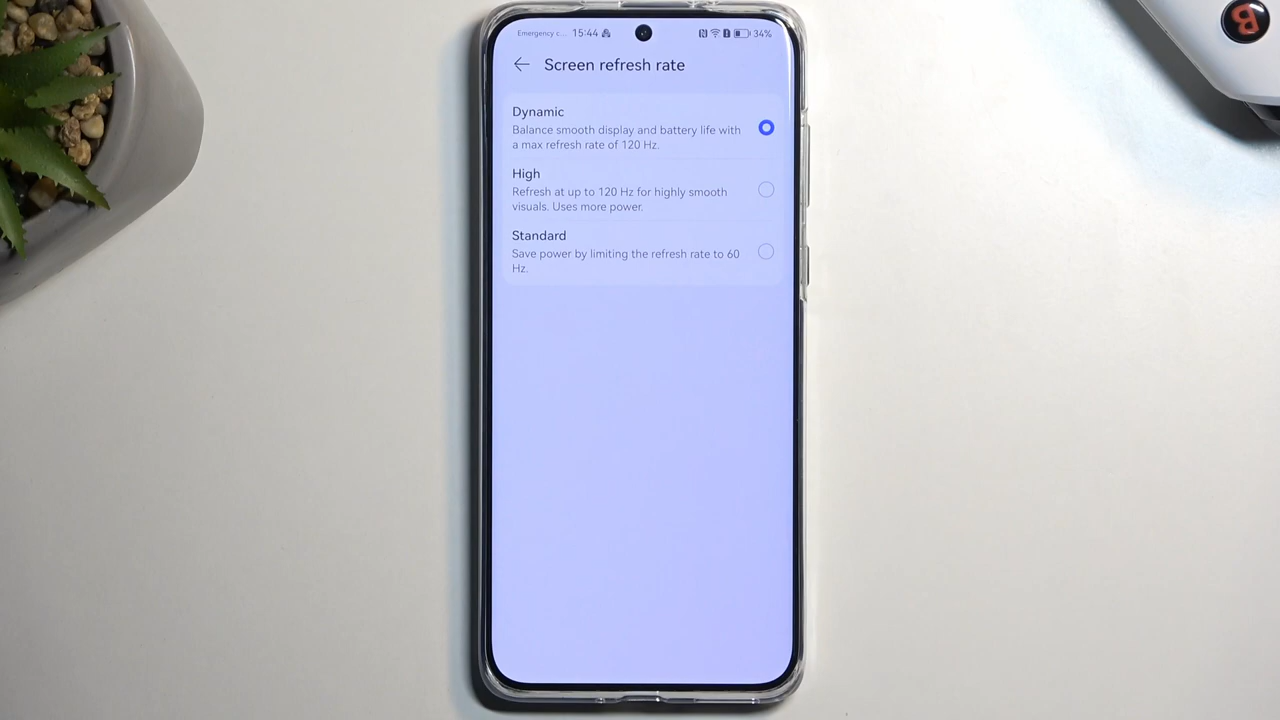 Emergency c... 15:44 34%
Screen refresh rate
Dynamic
Balance smooth display and battery life with
a max refresh rate of 120 Hz.
High
Refresh at up to 120 Hz for highly smooth
visuals. Uses more power.
Standard
Save power by limiting the refresh rate to 60
Hz.
B